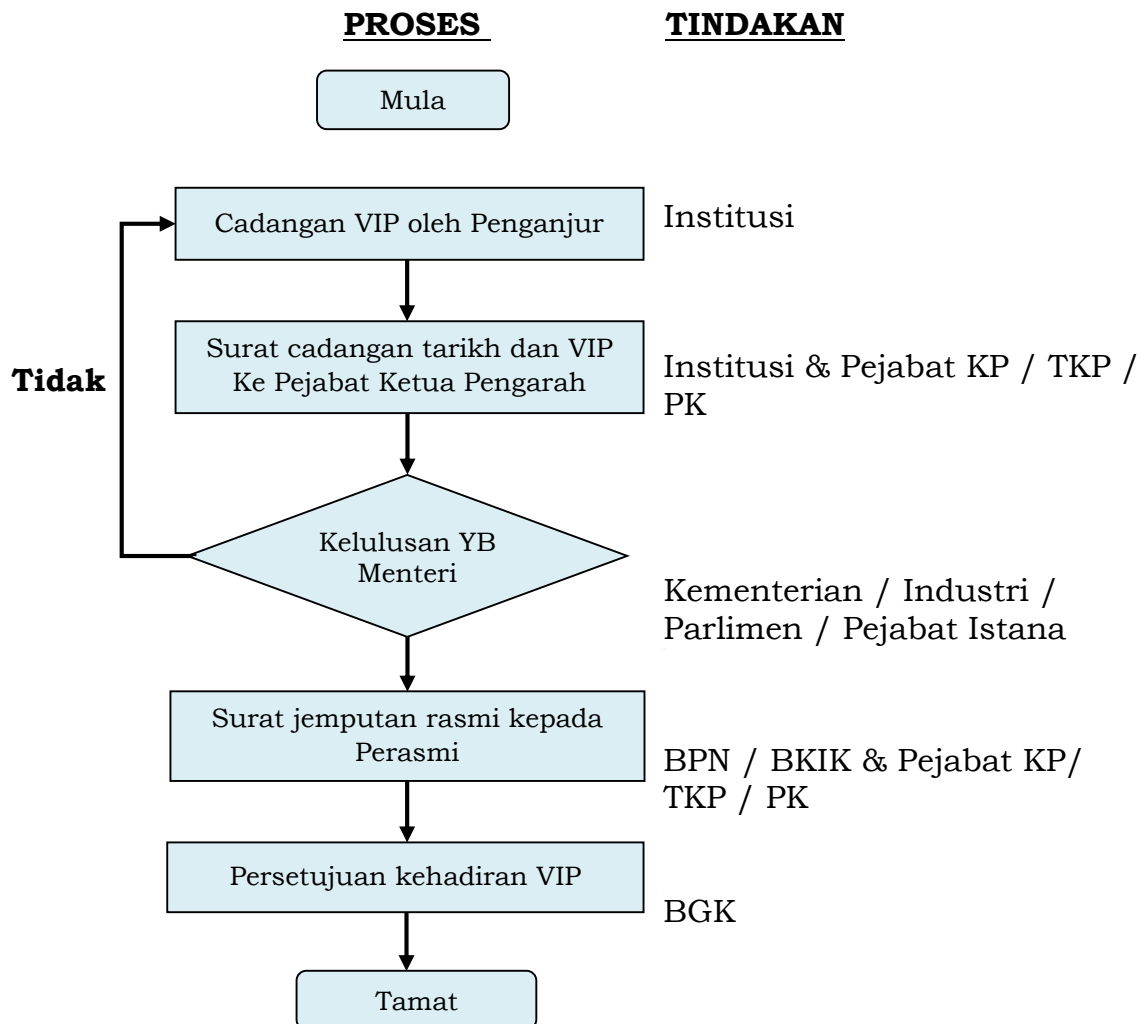 PROSES TINDAKAN
Mula
Cadangan VIP oleh Penganjur
Institusi
Surat cadangan tarikh dan VIP
Ke Pejabat Ketua Pengarah
Institusi & Pejabat KP / TKP /
PK
Tidak
Kelulusan YB
Menteri
Kementerian / Industri /
Parlimen / Pejabat Istana
Surat jemputan rasmi kepada
Perasmi
BPN / BKIK & Pejabat KP/
TKP / PK
Persetujuan kehadiran VIP
BGK
Tamat